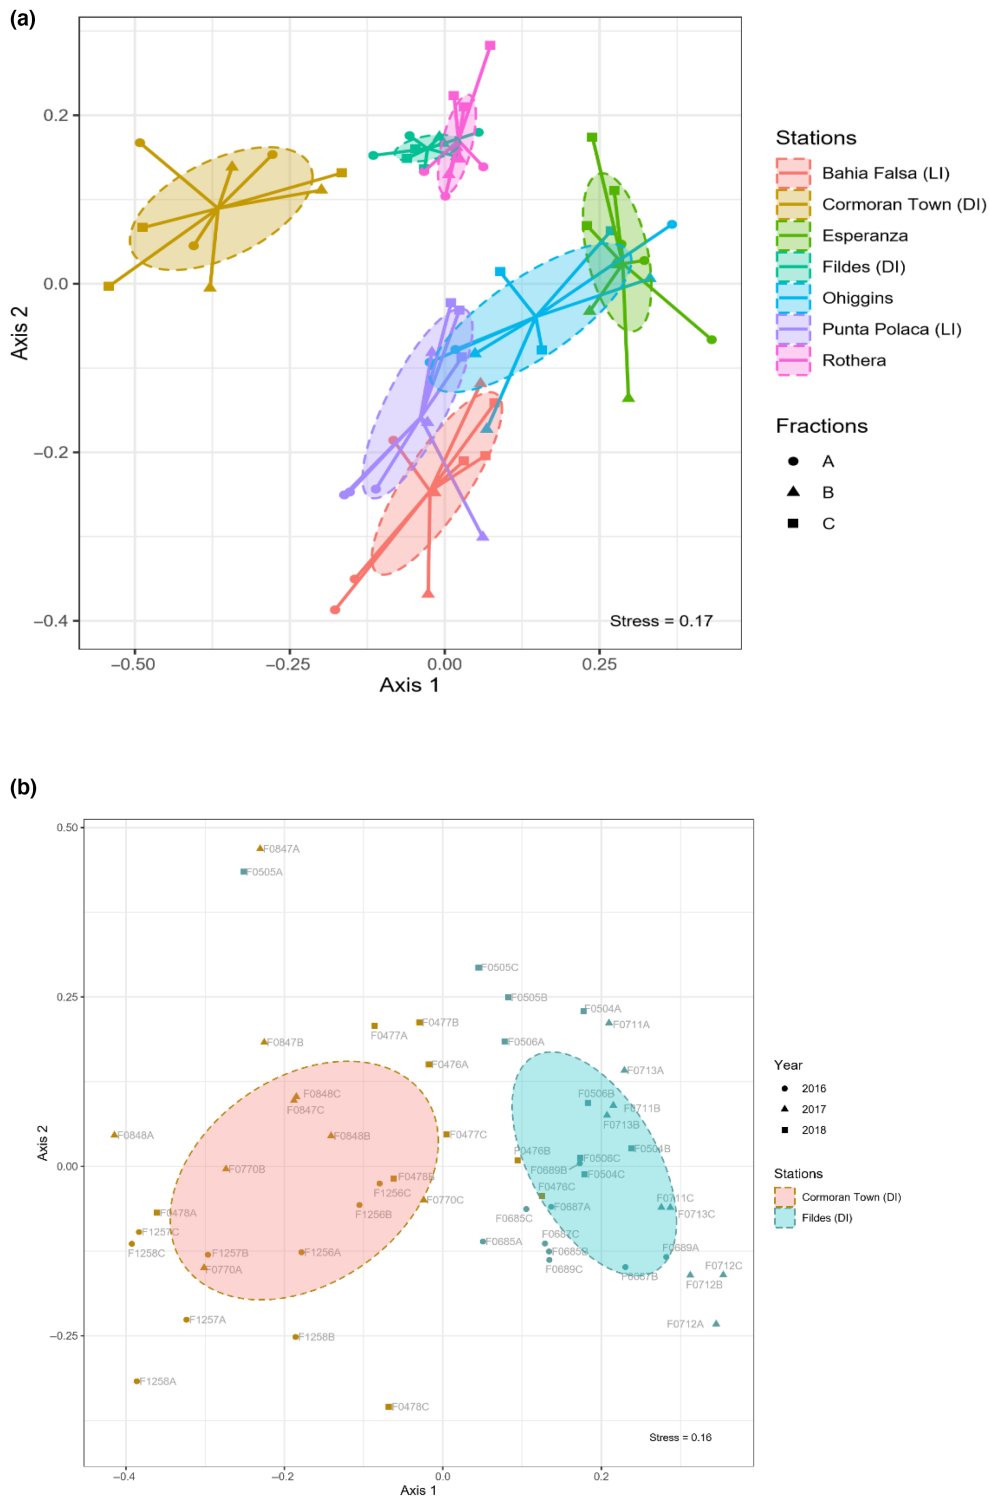 (a)
0.2
0.0
−0.2
−0.4
Axis 2
−0.50
−0.25
0.00
0.25
Axis 1
Stress = 0.17
Stations
Bahia Falsa (LI)
Cormoran Town (DI)
Esperanza
Fildes (DI)
Ohiggins
Punta Polaca (LI)
Rothera
Fractions
A
B
C
(b)
0.50
0.25
0.00
−0.25
Axis 2
F0847A
F0505A
F0505C
F0505B
F0504A
F0477B
F0711A
F0477A
F0847B
F0506A
F0476A
F0713A
F0848C
F0506B
F0847C
F0711B
F0848A
F0848B
F0477C
F0713B
F0476B
F0504B
F0506C
F0770B
F0689B
F0478B
F0504C
F1256C
F0476C
F0770C
F0711C
F0478A
F1256B
F0687A
F0685C
F0713C
F1257C
F0687C
F0685A
F1258C
F1257B
F1256A
F0685B
F0689A
F0770A
F0689C
F0687B
F0712C
F0712B
F1257A
F0712A
F1258B
F1258A
F0478C
Stress = 0.16
−0.4
−0.2
0.0
0.2
Axis 1
Year
2016
2017
2018
Stations
Cormoran Town (DI)
Fildes (DI)